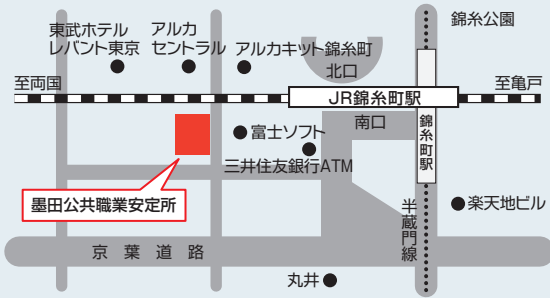 錦糸公園
東武ホテル
レバント東京
アルカ
セントラル
アルカキット錦糸町
北口
至両国
JR錦糸町駅
至亀戸
南口
錦糸町駅
富士ソフト
三井住友銀行ATM
墨田公共職業安定所
半蔵門線
楽天地ビル
京葉道路
丸井